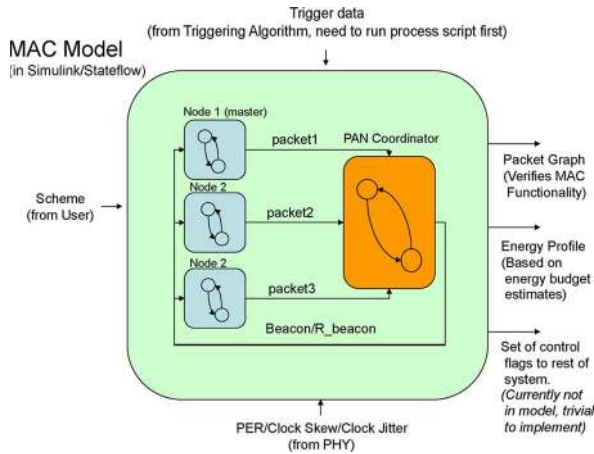 Trigger data
(from Triggering Algorithm, need to run process script first)
MAC Model
(in Simulink/Stateflow)
Node 1 (master)
packet1
PAN Coordinator
Packet Graph
(Verifies MAC
Functionality)
Scheme
(from User)
Node 2
packet2
Energy Profile
(Based on
energy budget
estimates)
Node 2
packet3
Beacon/R_beacon
Set of control
flags to rest of
system.
(Currently not
in model, trivial
to implement)
PER/Clock Skew/Clock Jitter
(from PHY)